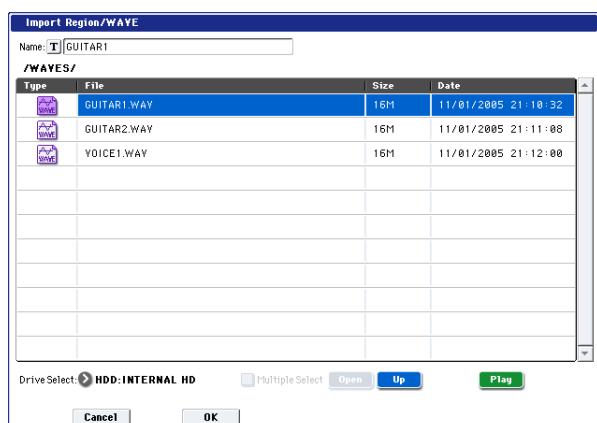 Import Region/WAVE
Name: T GUITAR1
/WAVES/
Type File Size Date
WAVE GUITAR1.WAV 16M 11/01/2005 21:10:32
WAVE GUITAR2.WAV 16M 11/01/2005 21:11:08
WAVE VOICE1.WAV 16M 11/01/2005 21:12:00
Drive Select: HDD:INTERNAL HD Multiple Select Open Up Play
Cancel OK